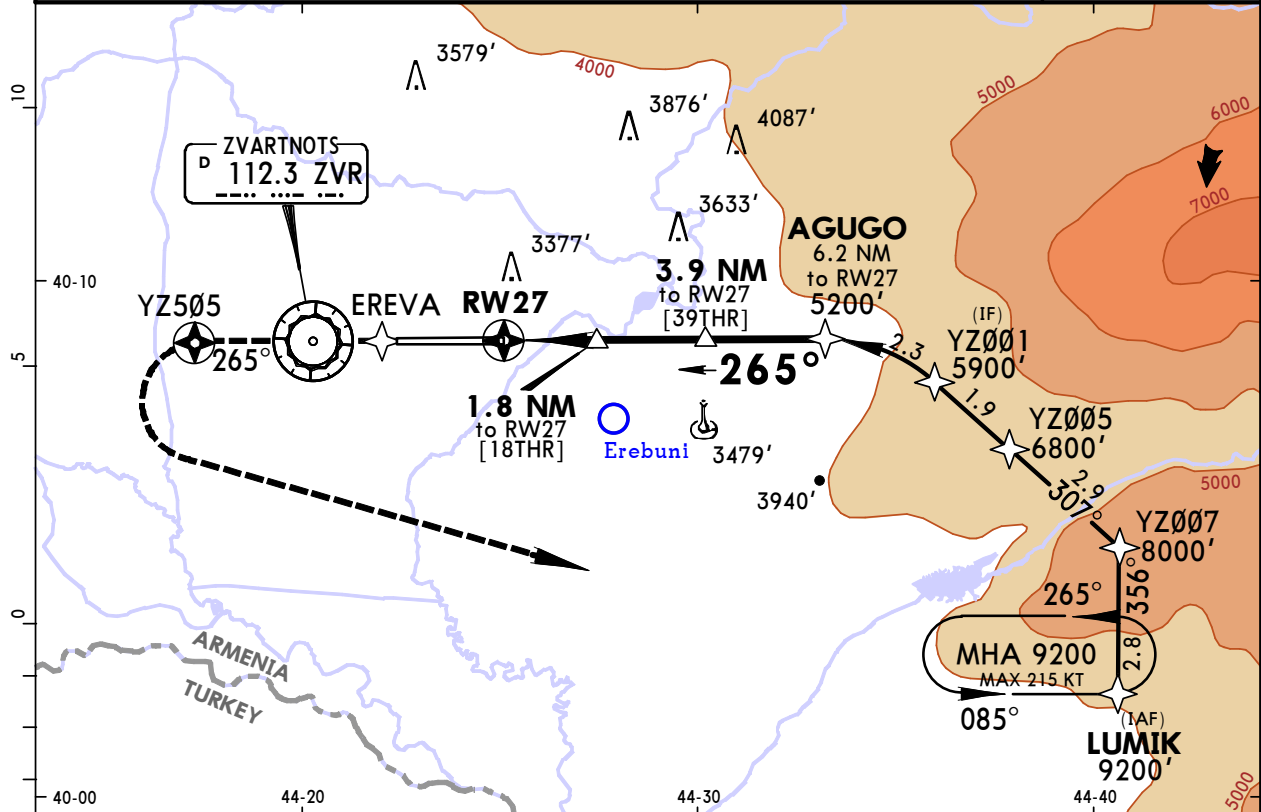 3579'
4000
5000
6000
3876'
4087'
10
ZVARTNOTS
D 112.3 ZVR
7000
3633'
3377'
AGUGO
6.2 NM
to RW27
5200'
3.9 NM
to RW27
[39THR]
40-10
YZ5Ø5
EREVA
RW27
(IF)
YZØØ1
5900'
2.3
265°
5
265°
1.9
1.8 NM
to RW27
[18THR]
YZØØ5
6800'
Erebuni
3479'
3940'
2.9
307°
5000
YZØØ7
8000'
356°
265°
0
2.8
MHA 9200
MAX 215 KT
085°
ARMENIA
TURKEY
(IAF)
LUMIK
9200'
5000
40-00
44-20
44-30
44-40